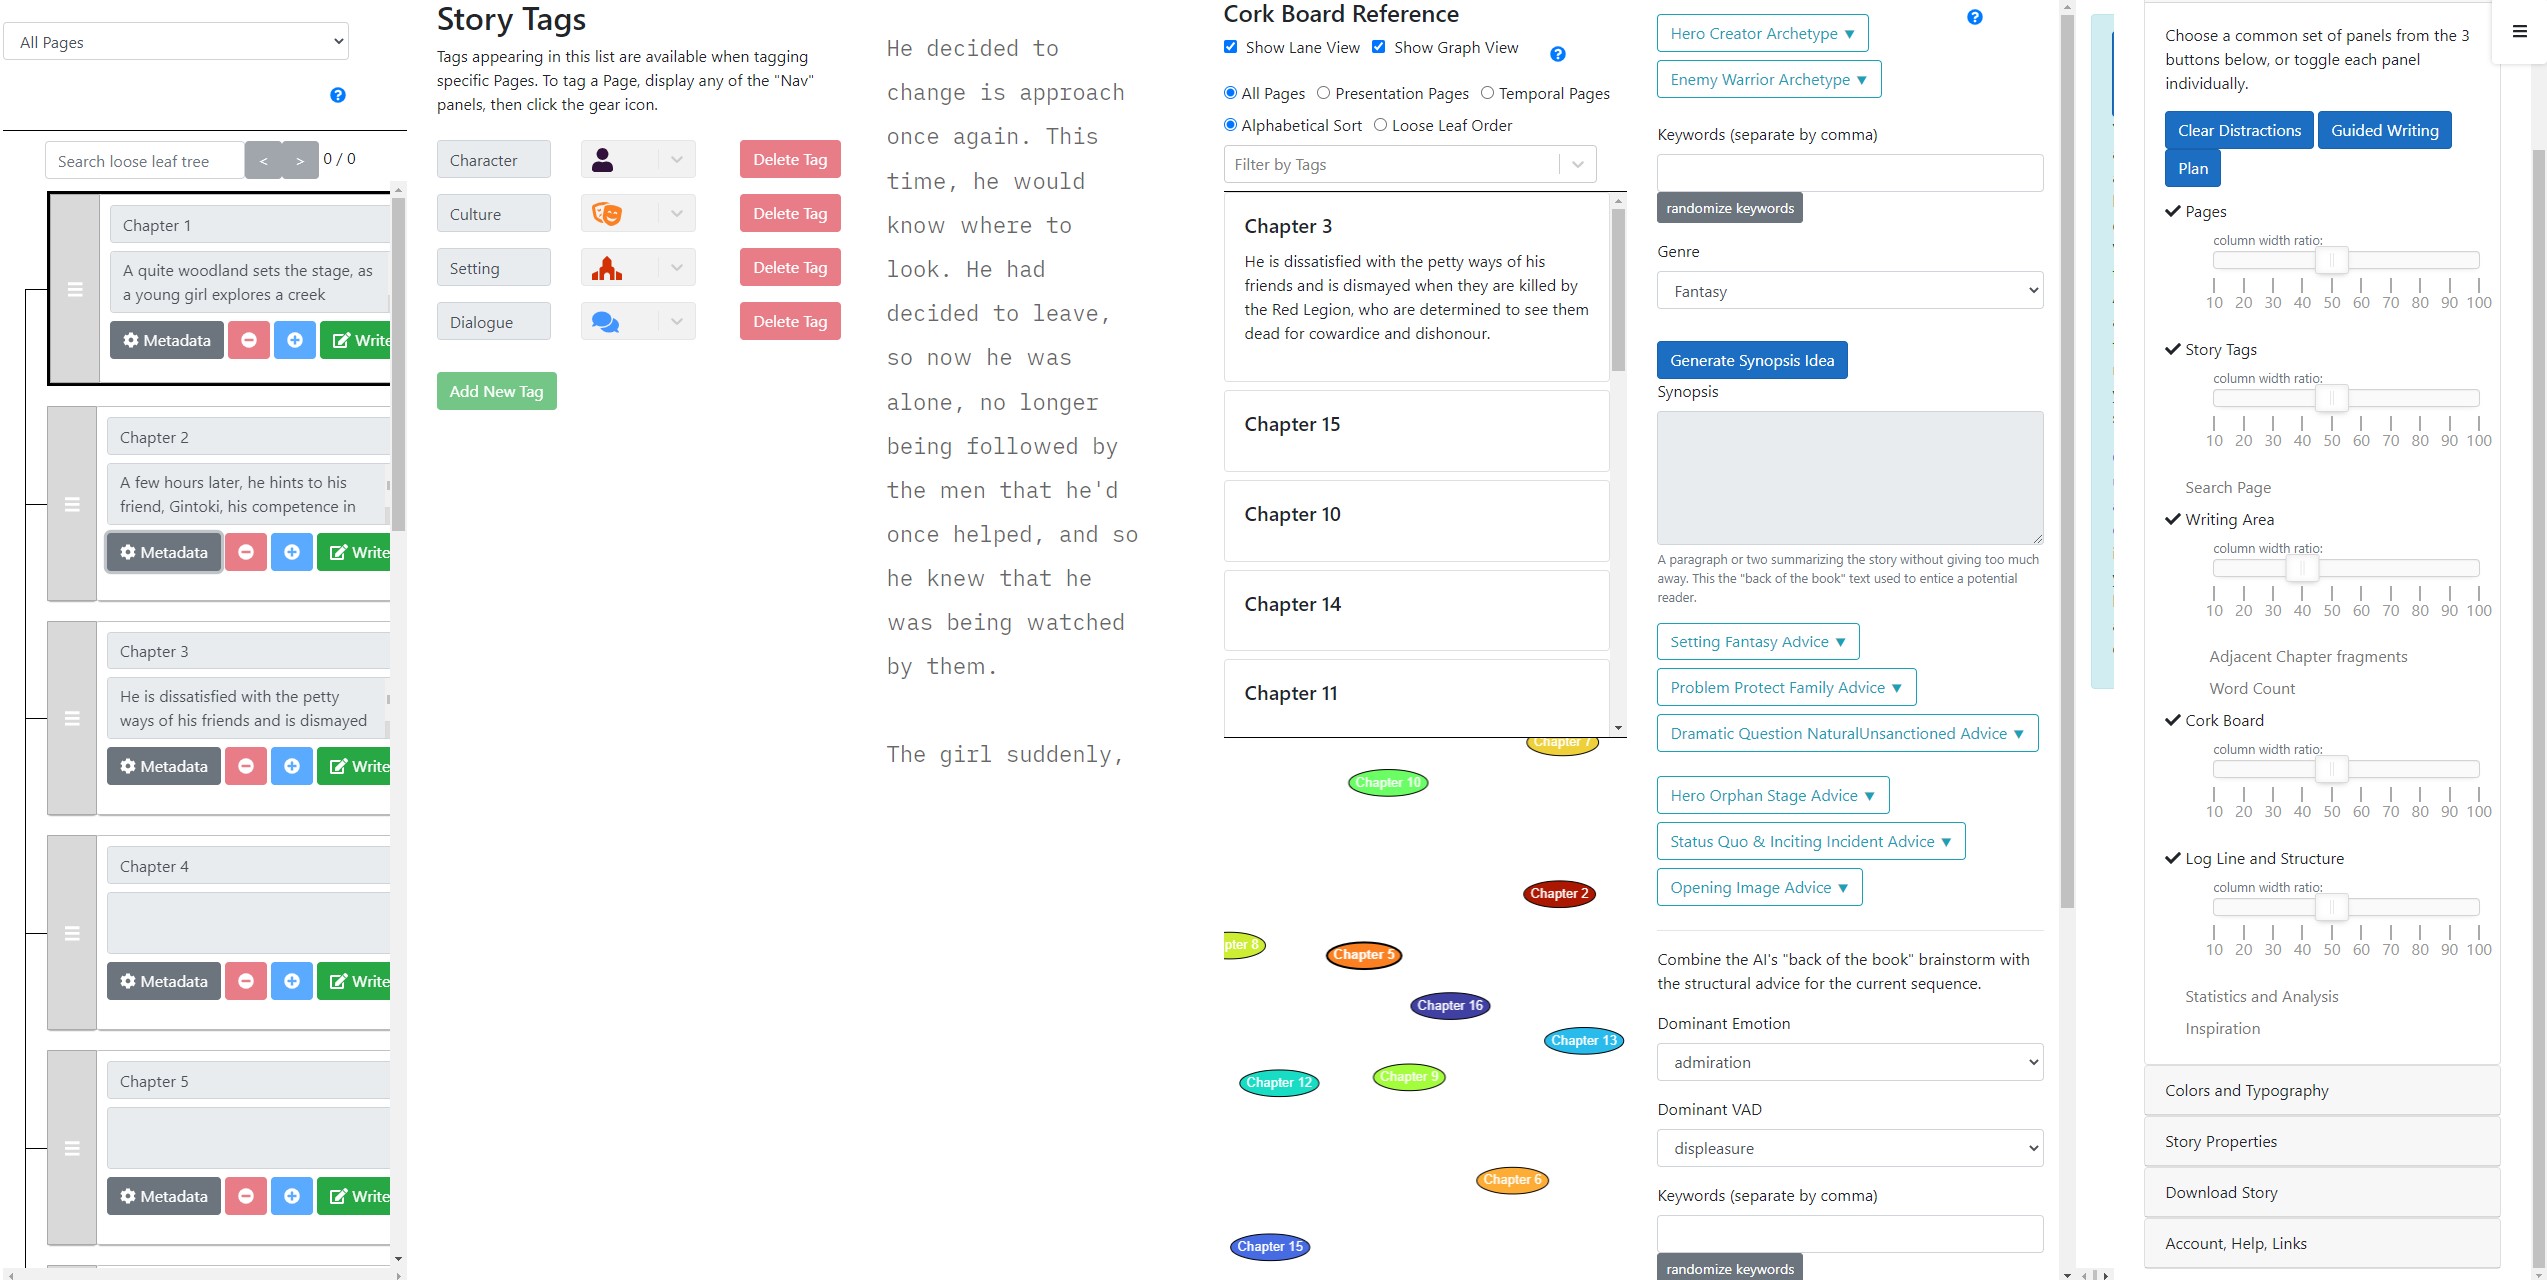 All Pages
Search loose leaf tree
<
>
0 / 0
Chapter 1
A quite woodland sets the stage, as
a young girl explores a creek
Metadata
Write
Chapter 2
A few hours later, he hints to his
friend, Gintoki, his competence in
Metadata
Write
Chapter 3
He is dissatisfied with the petty
ways of his friends and is dismayed
Metadata
Write
Chapter 4
Metadata
Write
Chapter 5
Metadata
Write
Story Tags
Tags appearing in this list are available when tagging
specific Pages. To tag a Page, display any of the "Nav"
panels, then click the gear icon.
Character
Delete Tag
Culture
Delete Tag
Setting
Delete Tag
Dialogue
Delete Tag
Add New Tag
He decided to
change is approach
once again. This
time, he would
know where to
look. He had
decided to leave,
so now he was
alone, no longer
being followed by
the men that he'd
once helped, and so
he knew that he
was being watched
by them.
The girl suddenly,
Cork Board Reference
Show Lane View Show Graph View
All Pages Presentation Pages Temporal Pages
Alphabetical Sort Loose Leaf Order
Filter by Tags
Chapter 3
He is dissatisfied with the petty ways of his
friends and is dismayed when they are killed by
the Red Legion, who are determined to see them
dead for cowardice and dishonour.
Chapter 15
Chapter 10
Chapter 14
Chapter 11
Chapter 7
Chapter 10
Chapter 2
pter 8
Chapter 5
Chapter 16
Chapter 13
Chapter 12
Chapter 9
Chapter 6
Chapter 15
Hero Creator Archetype ▼
Enemy Warrior Archetype ▼
Keywords (separate by comma)
randomize keywords
Genre
Fantasy
Generate Synopsis Idea
Synopsis
A paragraph or two summarizing the story without giving too much
away. This the "back of the book" text used to entice a potential
reader.
Setting Fantasy Advice ▼
Problem Protect Family Advice ▼
Dramatic Question NaturalUnsanctioned Advice ▼
Hero Orphan Stage Advice ▼
Status Quo & Inciting Incident Advice ▼
Opening Image Advice ▼
Combine the AI's "back of the book" brainstorm with
the structural advice for the current sequence.
Dominant Emotion
admiration
Dominant VAD
displeasure
Keywords (separate by comma)
randomize keywords
Choose a common set of panels from the 3
buttons below, or toggle each panel
individually.
Clear Distractions
Guided Writing
Plan
Pages
column width ratio:
10 20 30 40 50 60 70 80 90 100
Story Tags
column width ratio:
10 20 30 40 50 60 70 80 90 100
Search Page
Writing Area
column width ratio:
10 20 30 40 50 60 70 80 90 100
Adjacent Chapter fragments
Word Count
Cork Board
column width ratio:
10 20 30 40 50 60 70 80 90 100
Log Line and Structure
column width ratio:
10 20 30 40 50 60 70 80 90 100
Statistics and Analysis
Inspiration
Colors and Typography
Story Properties
Download Story
Account, Help, Links